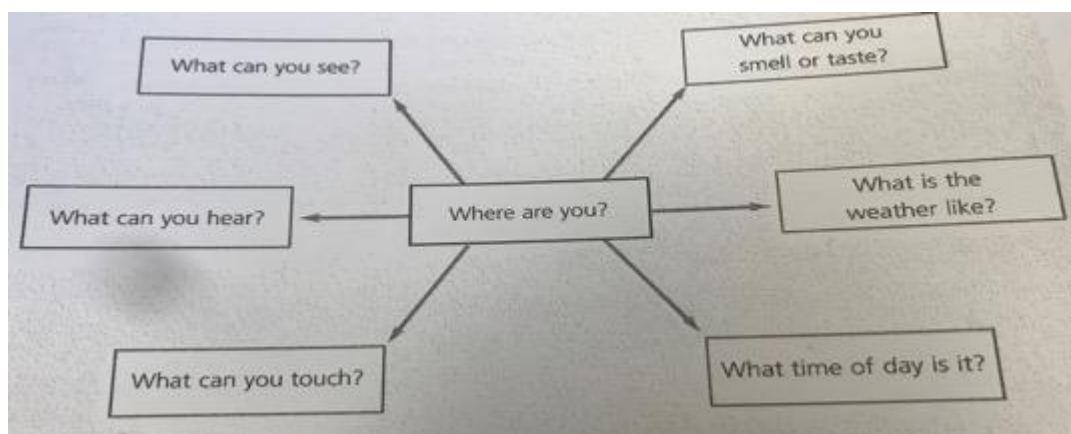 What can you see?
What can you
smell or taste?
What can you hear?
Where are you?
What is the
weather like?
What can you touch?
What time of day is it?